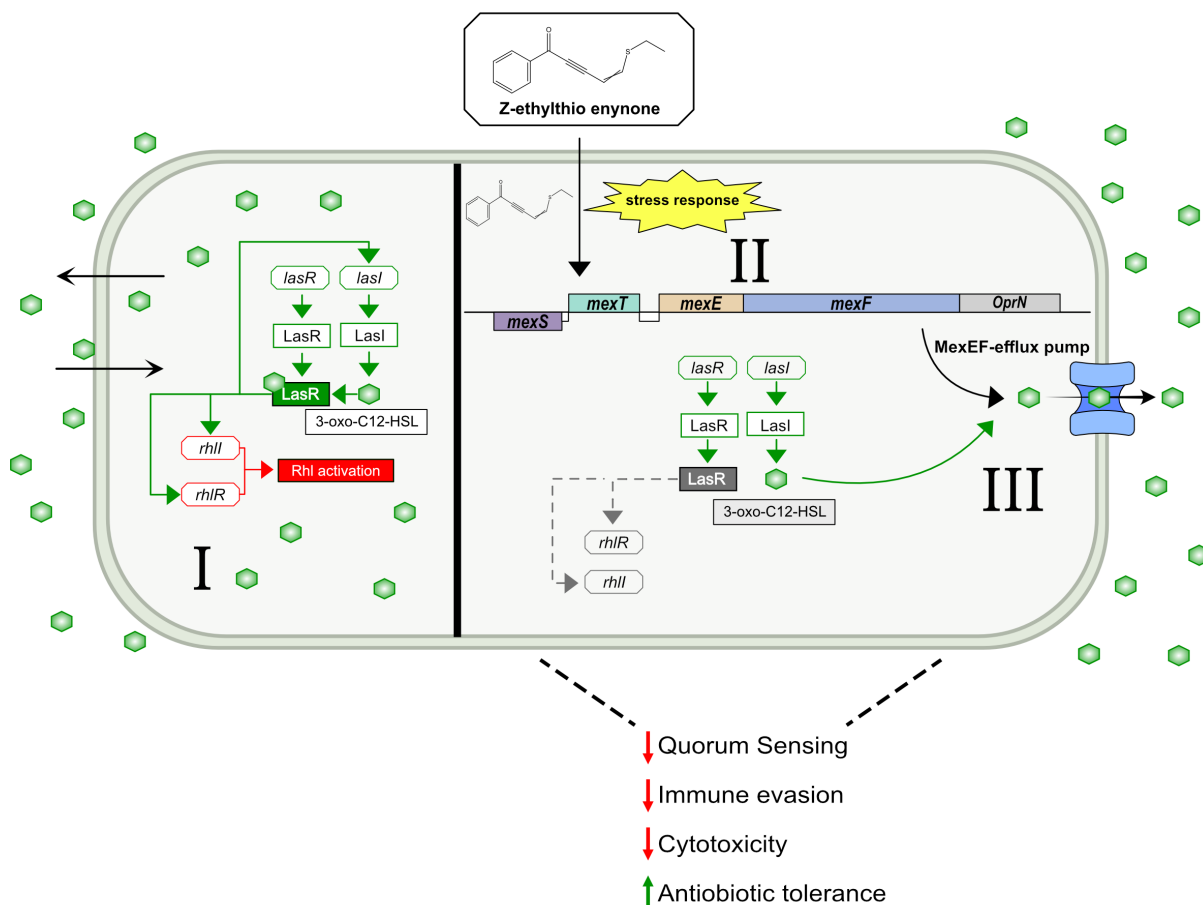 O
S
Z-ethylthio enynone
O
S
stress response
II
lasR
lasI
mexT
mexE
mexF
OprN
mexS
LasR
LasI
MexEF-efflux pump
lasR
lasI
LasR
3-oxo-C12-HSL
LasR
LasI
rhlI
Rhl activation
LasR
III
rhlR
3-oxo-C12-HSL
rhlR
I
rhlI
Quorum Sensing
Immune evasion
Cytotoxicity
Antiobiotic tolerance